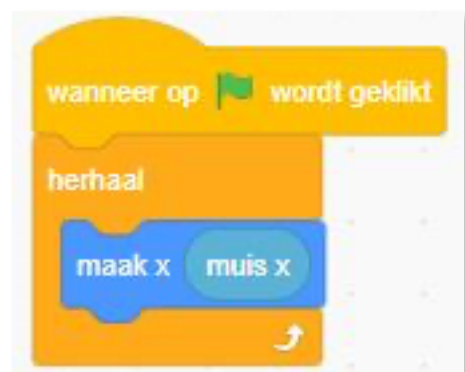 wanneer op wordt geklikt
herhaal
maak x muis x